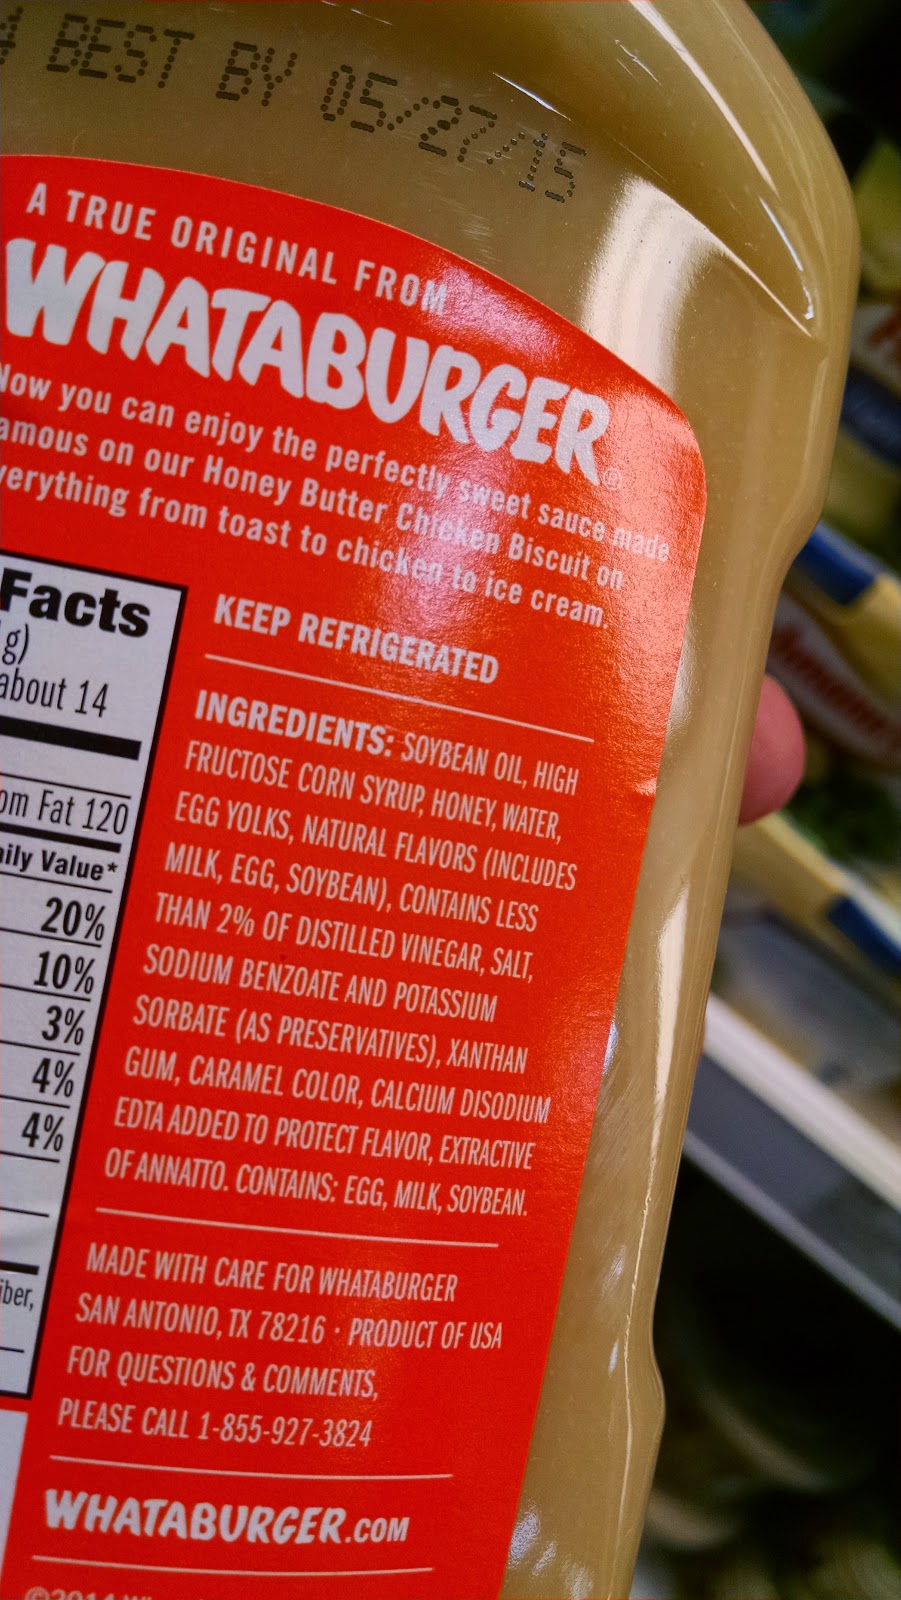 BEST BY 05/27/15
A TRUE ORIGINAL FROM
WHATABURGER®
Now you can enjoy the perfectly sweet sauce made
amous on our Honey Butter Chicken Biscuit on
verything from toast to chicken to ice cream.
Facts
g)
about 14
om Fat 120
aily Value*
20%
10%
3%
4%
4%
iber,
KEEP REFRIGERATED
INGREDIENTS: SOYBEAN OIL, HIGH
FRUCTOSE CORN SYRUP, HONEY, WATER,
EGG YOLKS, NATURAL FLAVORS (INCLUDES
MILK, EGG, SOYBEAN), CONTAINS LESS
THAN 2% OF DISTILLED VINEGAR, SALT,
SODIUM BENZOATE AND POTASSIUM
SORBATE (AS PRESERVATIVES), XANTHAN
GUM, CARAMEL COLOR, CALCIUM DISODIUM
EDTA ADDED TO PROTECT FLAVOR, EXTRACTIVE
OF ANNATTO. CONTAINS: EGG, MILK, SOYBEAN.
MADE WITH CARE FOR WHATABURGER
SAN ANTONIO, TX 78216 · PRODUCT OF USA
FOR QUESTIONS & COMMENTS,
PLEASE CALL 1-855-927-3824
WHATABURGER.COM
©2014